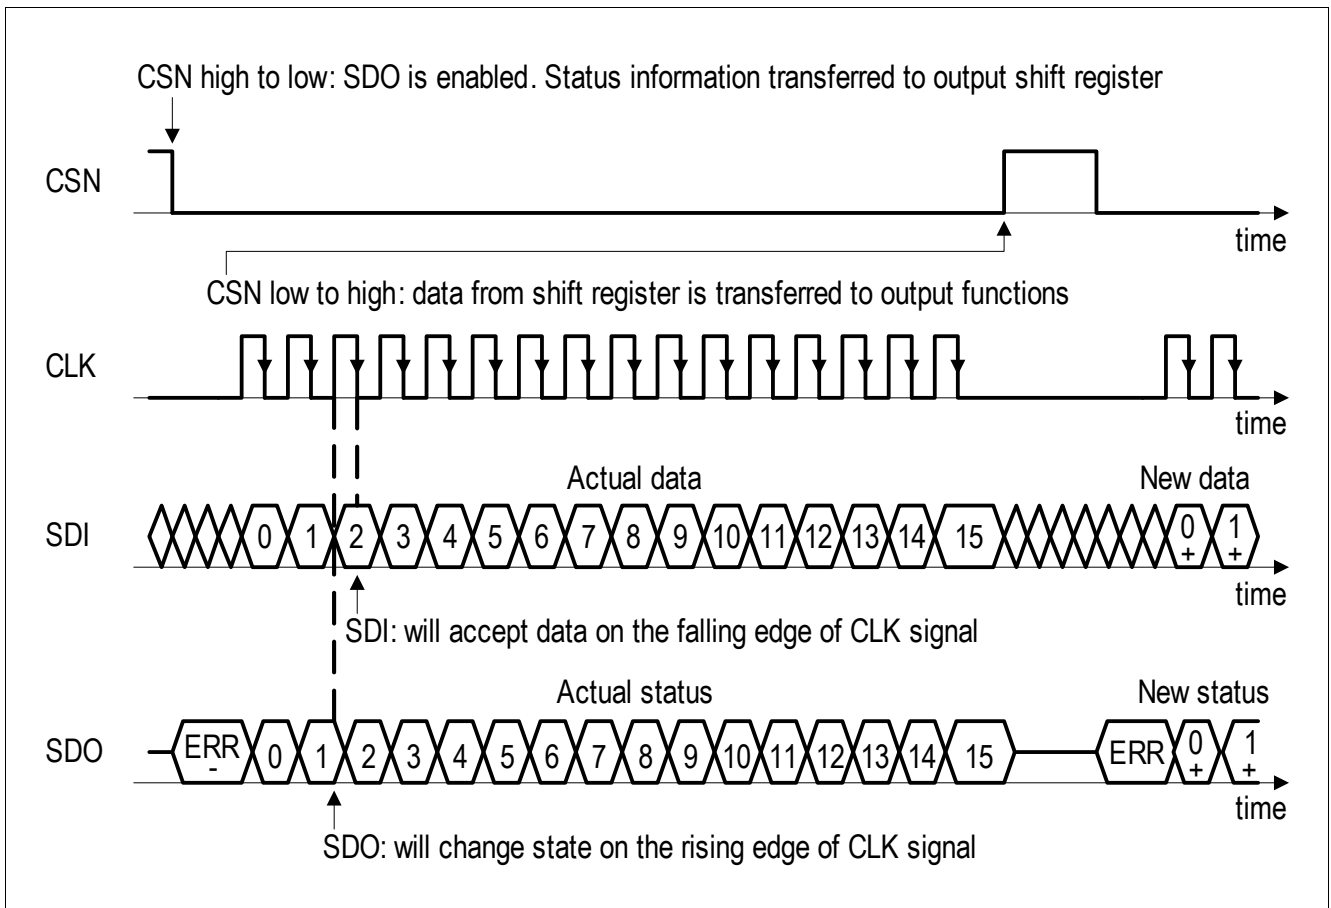 CSN high to low: SDO is enabled. Status information transferred to output shift register
CSN
time
CSN low to high: data from shift register is transferred to output functions
CLK
time
Actual data
New data
SDI
0 1 2 3 4 5 6 7 8 9 10 11 12 13 14 15 0+ 1+
time
SDI: will accept data on the falling edge of CLK signal
Actual status
New status
SDO
ERR- 0 1 2 3 4 5 6 7 8 9 10 11 12 13 14 15 ERR 0+ 1+
time
SDO: will change state on the rising edge of CLK signal